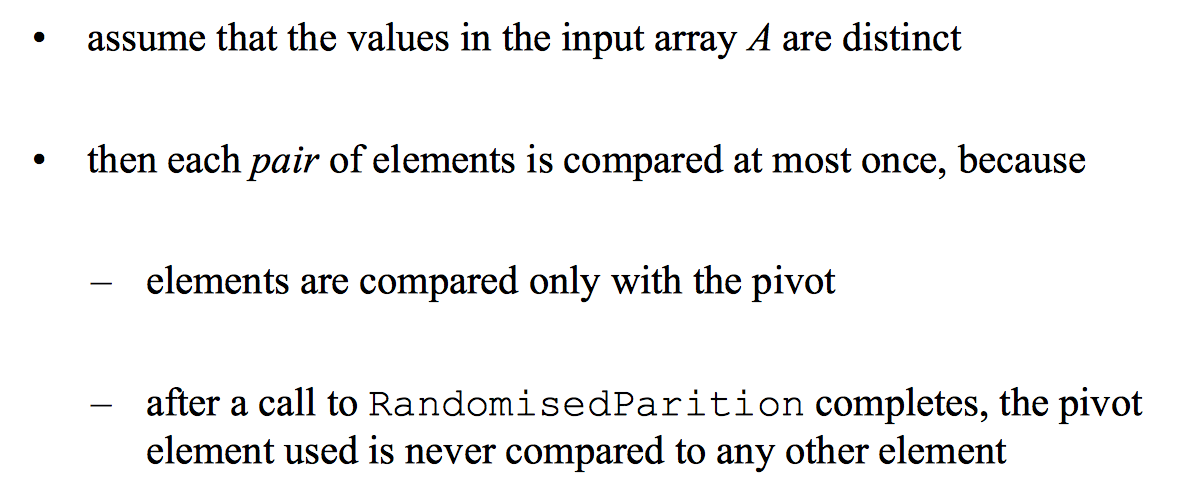 • assume that the values in the input array A are distinct
• then each pair of elements is compared at most once, because
– elements are compared only with the pivot
– after a call to RandomisedParition completes, the pivot
element used is never compared to any other element